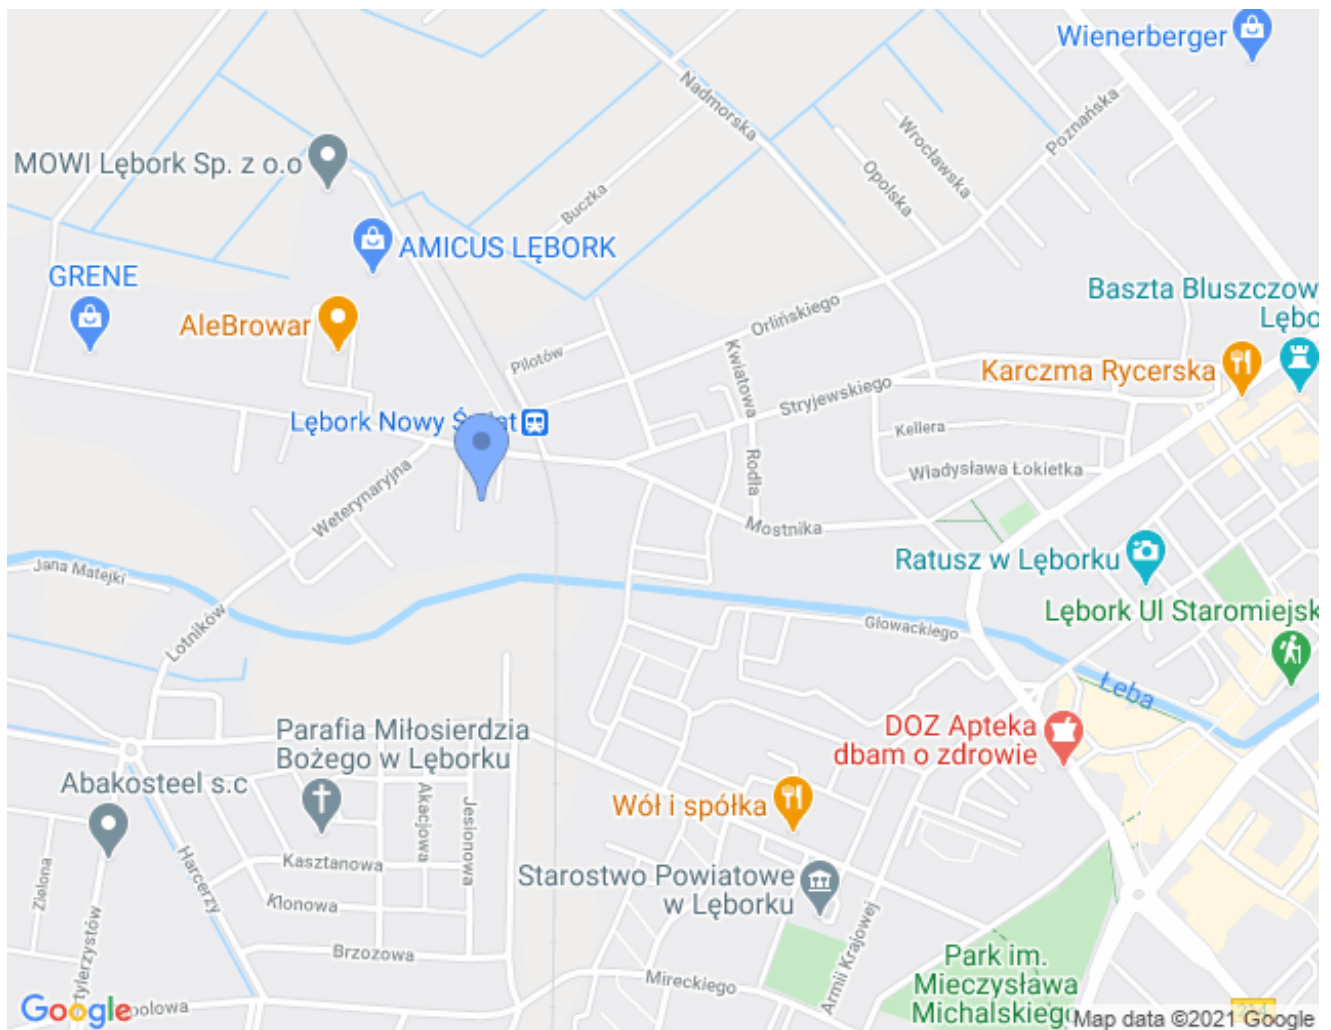 Wienerberger
Nadmorska
Poznańska
Wrocławska
Opolska
MOWI Lębork Sp. z o.o
Buczka
AMICUS LĘBORK
GRENE
Baszta Bluszczow
Lębo
AleBrowar
Orlińskiego
Pilotów
Kwiatowa
Karczma Rycerska
Stryjewskiego
Lębork Nowy
Kellera
Rodła
Władysława Łokietka
Weterynaryjna
Mostnika
Ratusz w Lęborku
Jana Matejki
Lębork Ul Staromiejsk
Głowackiego
Lotników
Łeba
Parafia Miłosierdzia
Bożego w Lęborku
DOZ Apteka
dbam o zdrowie
Abakosteel s.c
Akacjowa
Jesionowa
Wół i spółka
Harcerzy
Kasztanowa
Zielona
Starostwo Powiatowe
w Lęborku
Klonowa
Armii Krajowej
Brzozowa
Park im.
Mieczysława
Michalskiego
Mireckiego
tylerzystów
Google
polowa
Map data ©2021 Google